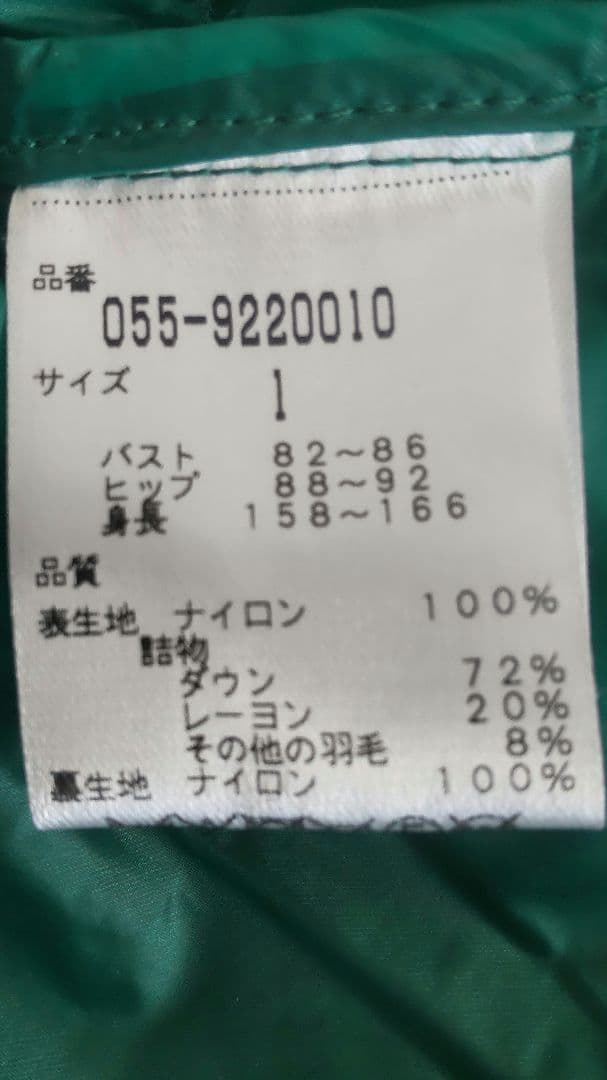 品番
055-9220010
サイズ 1
バスト 82～86
ヒップ 88～92
身長 158～166
品質
表生地 ナイロン 100%
詰物
ダウン 72%
レーヨン 20%
その他の羽毛 8%
裏生地 ナイロン 100%